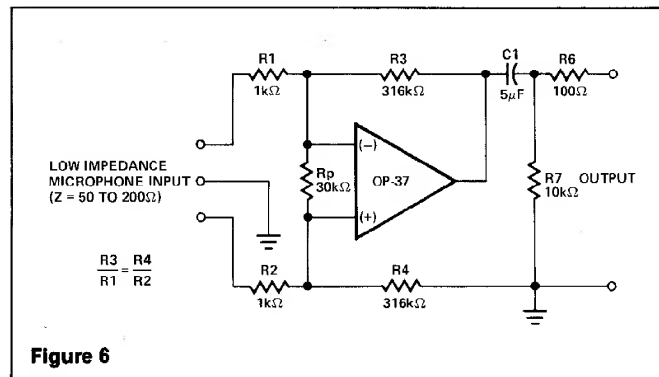 R1
1kΩ
R3
316kΩ
C1
5μF
R6
100Ω
LOW IMPEDANCE
MICROPHONE INPUT
(Z = 50 TO 200Ω)
Rp
30kΩ
(−)
OP-37
(+)
R7 OUTPUT
10kΩ
R3/R1 = R4/R2
R2
1kΩ
R4
316kΩ
Figure 6